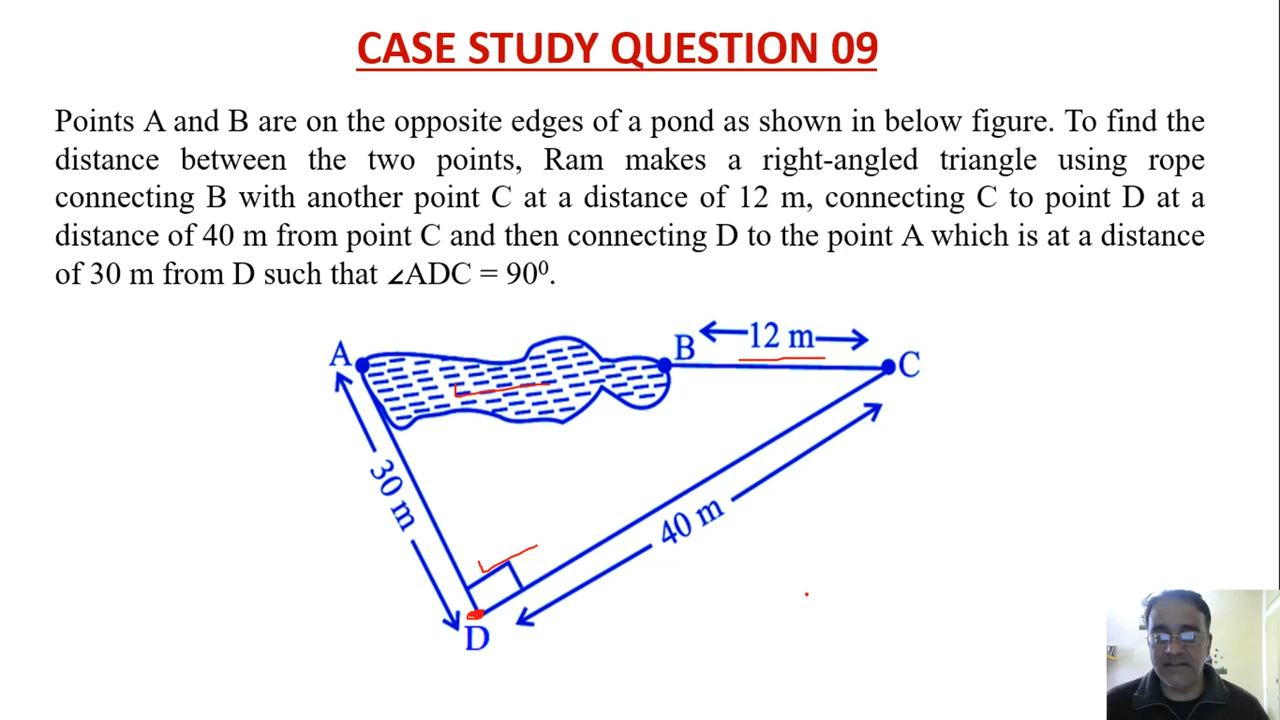 CASE STUDY QUESTION 09
Points A and B are on the opposite edges of a pond as shown in below figure. To find the
distance between the two points, Ram makes a right-angled triangle using rope
connecting B with another point C at a distance of 12 m, connecting C to point D at a
distance of 40 m from point C and then connecting D to the point A which is at a distance
of 30 m from D such that ∠ADC = 90⁰.
A
B
12 m
C
30 m
40 m
D